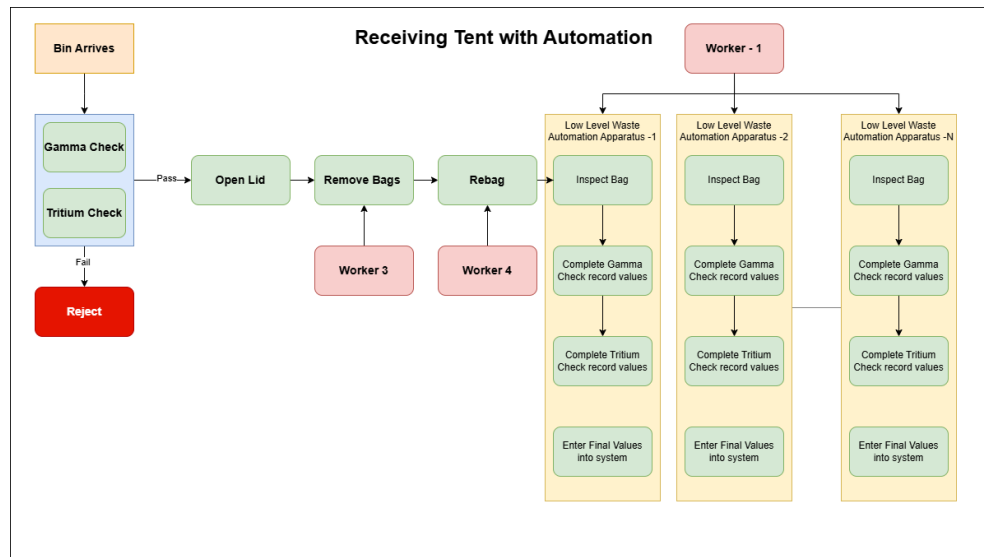 Receiving Tent with Automation
Bin Arrives
Gamma Check
Tritium Check
Pass
Fail
Reject
Open Lid
Remove Bags
Rebag
Worker 3
Worker 4
Worker - 1
Low Level Waste
Automation Apparatus -1
Inspect Bag
Complete Gamma
Check record values
Complete Tritium
Check record values
Enter Final Values
into system
Low Level Waste
Automation Apparatus -2
Inspect Bag
Complete Gamma
Check record values
Complete Tritium
Check record values
Enter Final Values
into system
Low Level Waste
Automation Apparatus -N
Inspect Bag
Complete Gamma
Check record values
Complete Tritium
Check record values
Enter Final Values
into system